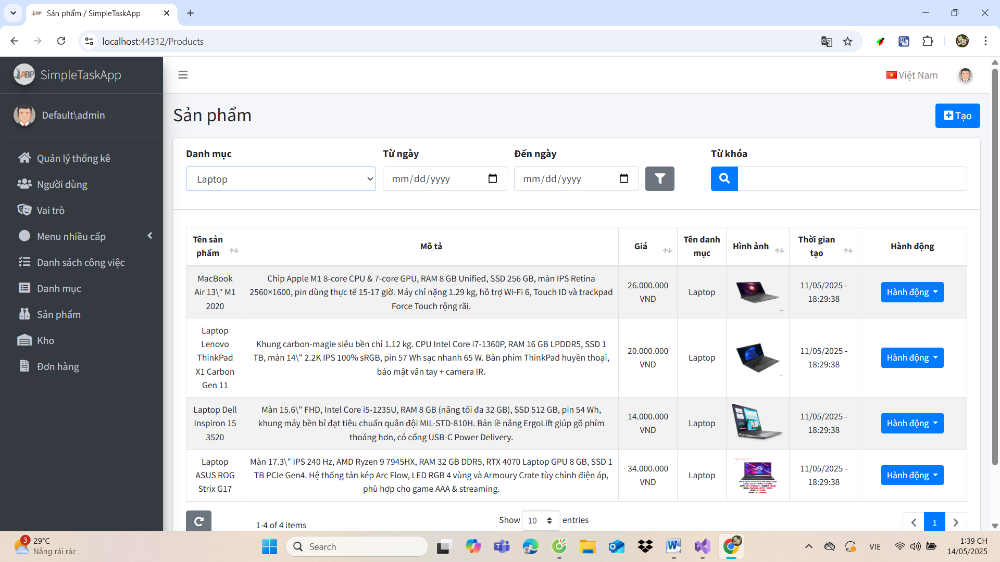 Sản phẩm / SimpleTaskApp
localhost:44312/Products
ABP SimpleTaskApp
Việt Nam
Default\admin
Quản lý thống kê
Người dùng
Vai trò
Menu nhiều cấp
Danh sách công việc
Danh mục
Sản phẩm
Kho
Đơn hàng
Sản phẩm
Tạo
Danh mục
Từ ngày
Đến ngày
Từ khóa
Laptop
mm/dd/yyyy
mm/dd/yyyy
Tên sản
phẩm
Mô tả
Giá
Tên danh
mục
Hình ảnh
Thời gian
tạo
Hành động
MacBook
Air 13\" M1
2020
Chip Apple M1 8-core CPU & 7-core GPU, RAM 8 GB Unified, SSD 256 GB, màn IPS Retina
2560×1600, pin dùng thực tế 15-17 giờ. Máy chỉ nặng 1.29 kg, hỗ trợ Wi-Fi 6, Touch ID và trackpad
Force Touch rộng rãi.
26.000.000
VND
Laptop
11/05/2025 -
18:29:38
Hành động
Laptop
Lenovo
ThinkPad
X1 Carbon
Gen 11
Khung carbon-magie siêu bền chỉ 1.12 kg. CPU Intel Core i7-1360P, RAM 16 GB LPDDR5, SSD 1
TB, màn 14\" 2.2K IPS 100% sRGB, pin 57 Wh sạc nhanh 65 W. Bàn phím ThinkPad huyền thoại,
bảo mật vân tay + camera IR.
20.000.000
VND
Laptop
11/05/2025 -
18:29:38
Hành động
Laptop Dell
Inspiron 15
3520
Màn 15.6\" FHD, Intel Core i5-1235U, RAM 8 GB (nâng tối đa 32 GB), SSD 512 GB, pin 54 Wh,
khung máy bền bỉ đạt tiêu chuẩn quân đội MIL-STD-810H. Bản lề nâng ErgoLift giúp gõ phím
thoáng hơn, có cổng USB-C Power Delivery.
14.000.000
VND
Laptop
11/05/2025 -
18:29:38
Hành động
Laptop
ASUS ROG
Strix G17
Màn 17.3\" IPS 240 Hz, AMD Ryzen 9 7945HX, RAM 32 GB DDR5, RTX 4070 Laptop GPU 8 GB, SSD 1
TB PCIe Gen4. Hệ thống tản kép Arc Flow, LED RGB 4 vùng và Armoury Crate tùy chỉnh điện áp,
phù hợp cho game AAA & streaming.
34.000.000
VND
Laptop
11/05/2025 -
18:29:38
Hành động
1-4 of 4 items
Show 10 entries
1
3
29°C
Nắng rải rác
Search
VIE
1:39 CH
14/05/2025